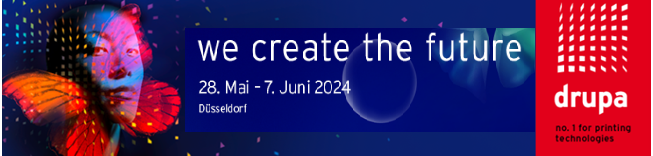 we create the future
28. Mai – 7. Juni 2024
Düsseldorf
drupa
no. 1 for printing
technologies